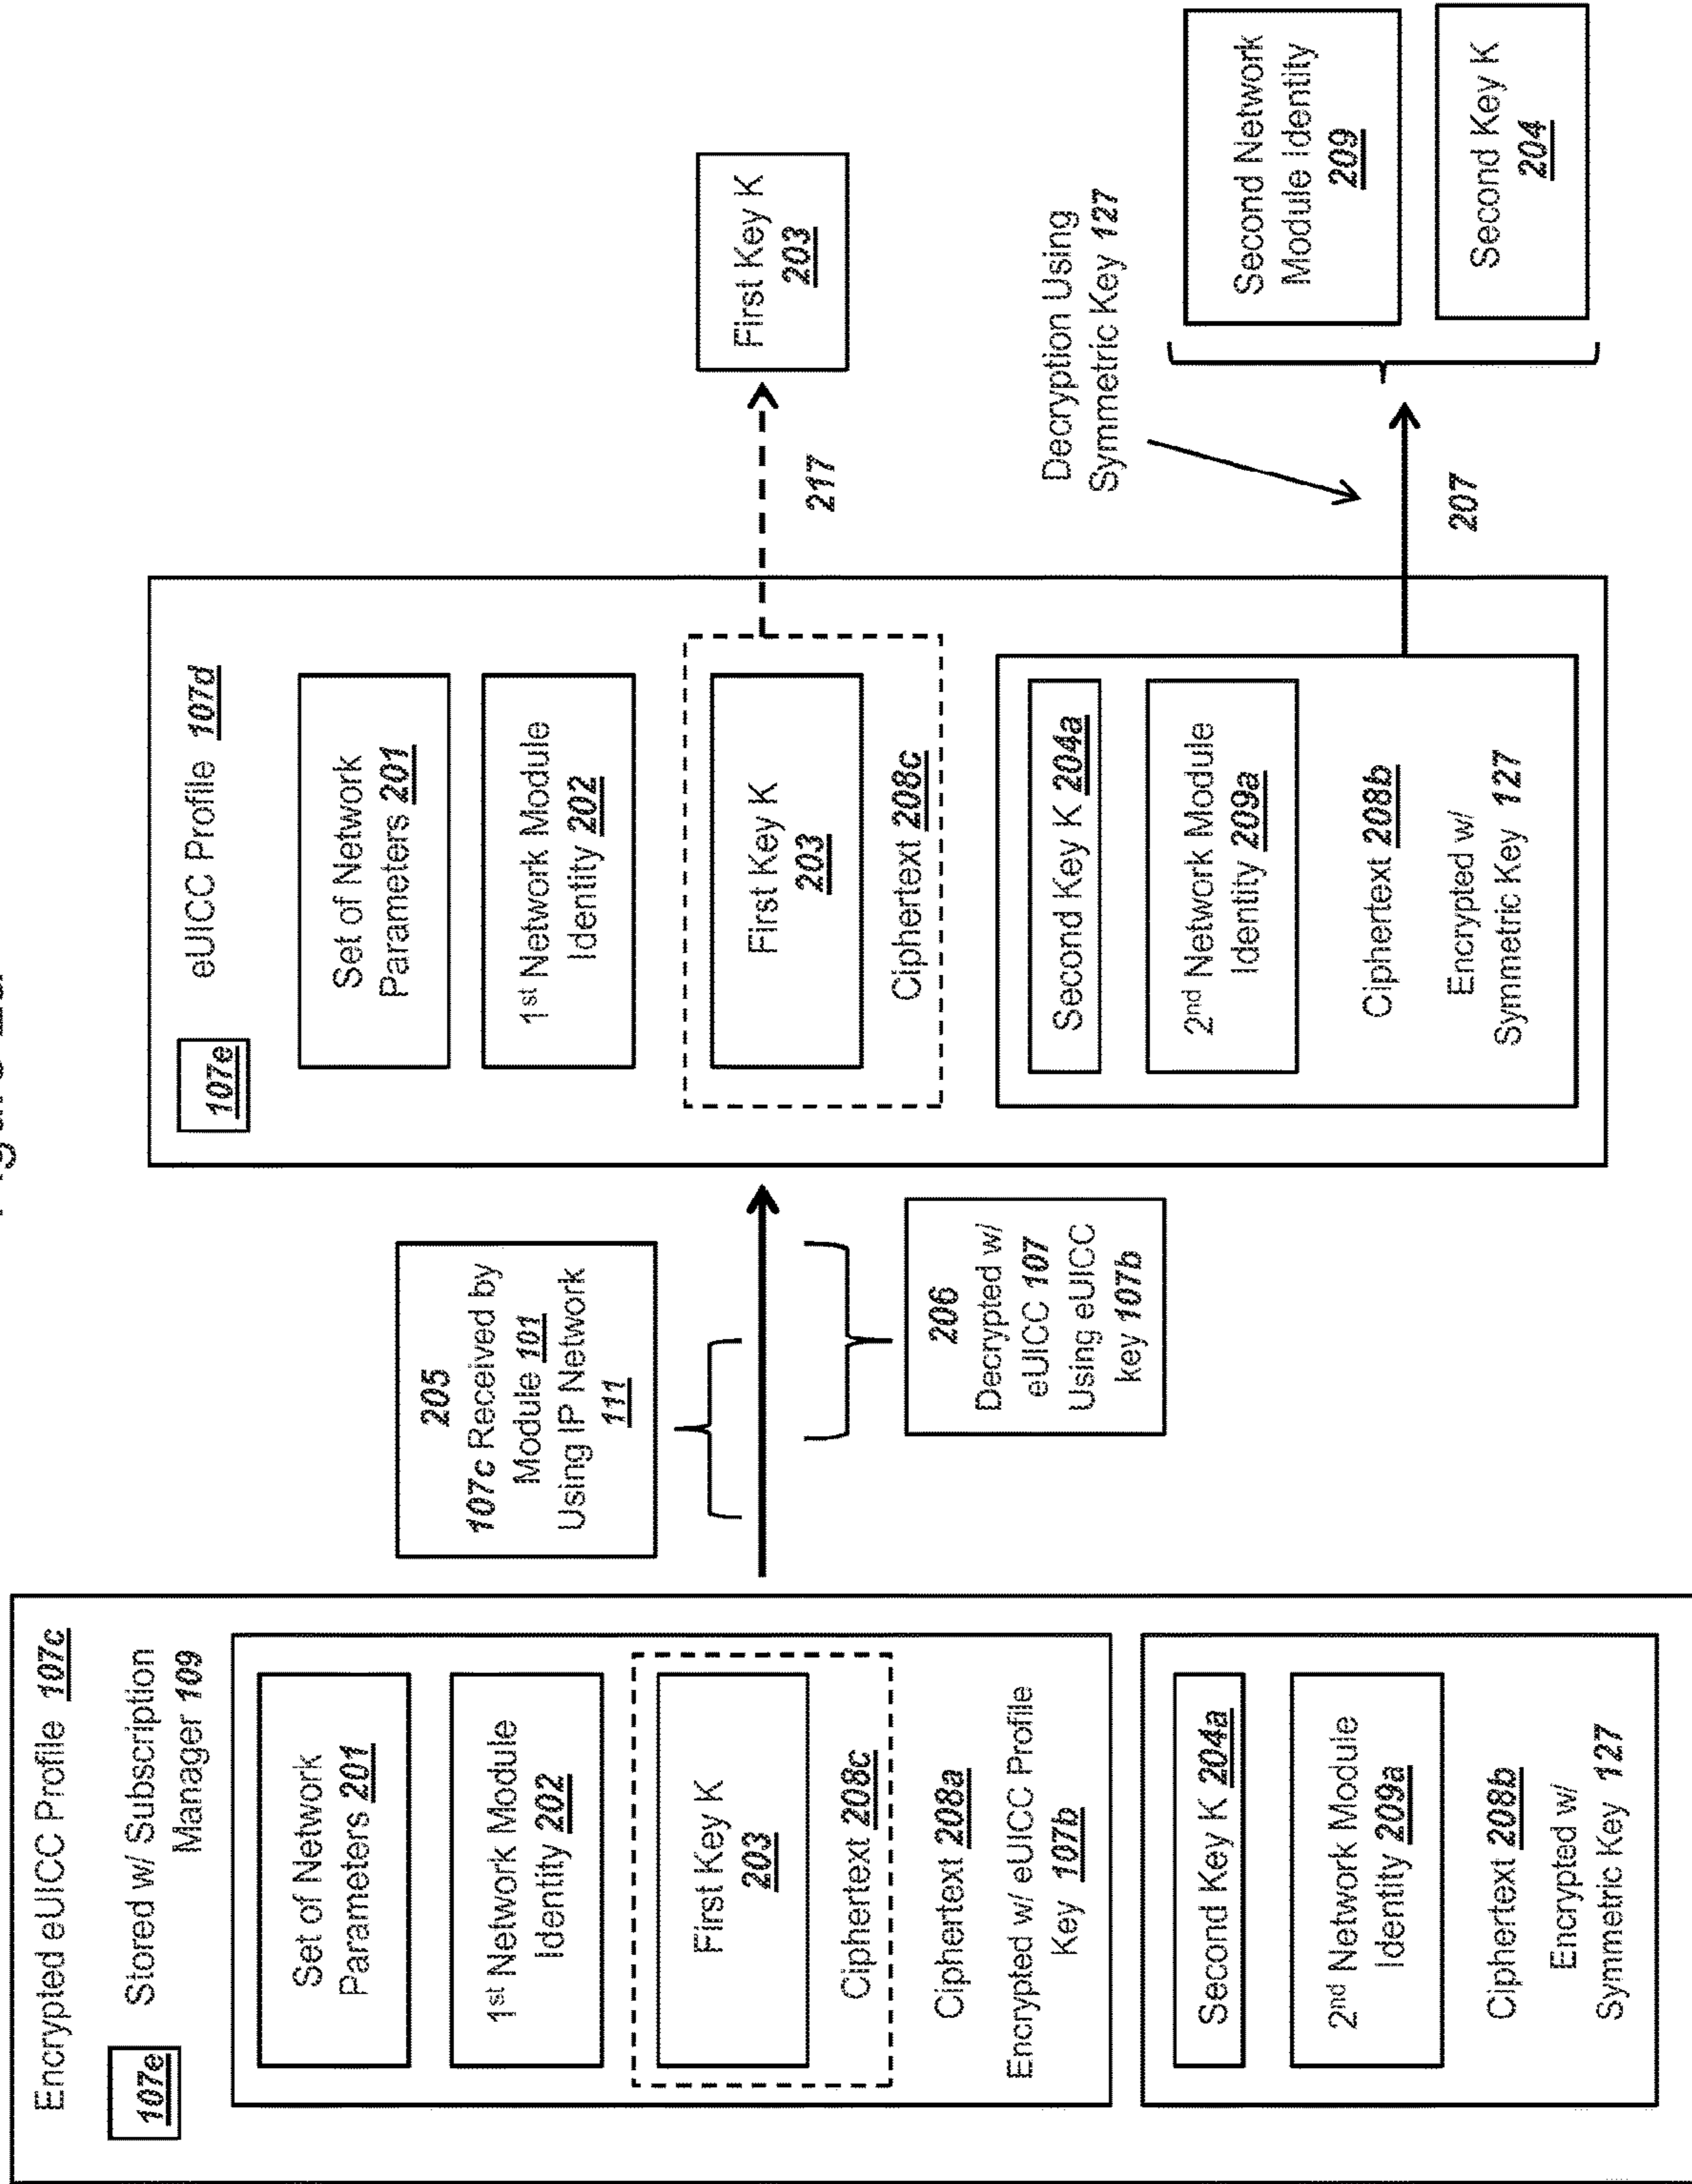 Encrypted eUICC Profile 107c
107e
Stored w/ Subscription
Manager 109
Set of Network
Parameters 201
1st Network Module
Identity 202
First Key K
203
Ciphertext 208c
Ciphertext 208a
Encrypted w/ eUICC Profile
Key 107b
Second Key K 204a
2nd Network Module
Identity 209a
Ciphertext 208b
Encrypted w/
Symmetric Key 127
205
107c Received by
Module 101
Using IP Network
111
206
Decrypted w/
eUICC 107
Using eUICC
key 107b
107e
eUICC Profile 107d
Set of Network
Parameters 201
1st Network Module
Identity 202
First Key K
203
Ciphertext 208c
Second Key K 204a
2nd Network Module
Identity 209a
Ciphertext 208b
Encrypted w/
Symmetric Key 127
217
First Key K
203
Decryption Using
Symmetric Key 127
207
Second Network
Module Identity
209
Second Key K
204